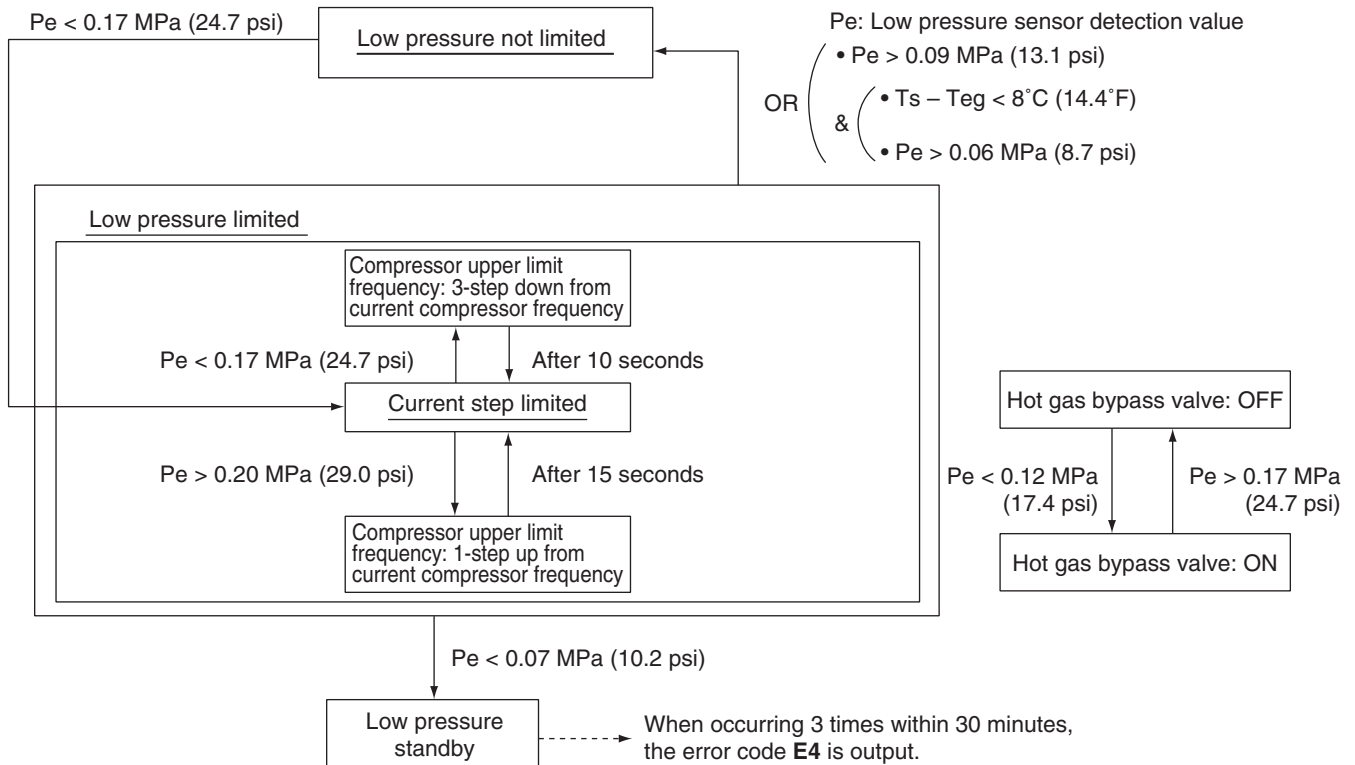 Pe < 0.17 MPa (24.7 psi)
Low pressure not limited
Pe: Low pressure sensor detection value
• Pe > 0.09 MPa (13.1 psi)
OR
&
• Ts – Teg < 8˚C (14.4˚F)
• Pe > 0.06 MPa (8.7 psi)
Low pressure limited
Compressor upper limit
frequency: 3-step down from
current compressor frequency
Pe < 0.17 MPa (24.7 psi)
After 10 seconds
Current step limited
Pe > 0.20 MPa (29.0 psi)
After 15 seconds
Compressor upper limit
frequency: 1-step up from
current compressor frequency
Hot gas bypass valve: OFF
Pe < 0.12 MPa
(17.4 psi)
Pe > 0.17 MPa
(24.7 psi)
Hot gas bypass valve: ON
Pe < 0.07 MPa (10.2 psi)
Low pressure
standby
When occurring 3 times within 30 minutes,
the error code E4 is output.